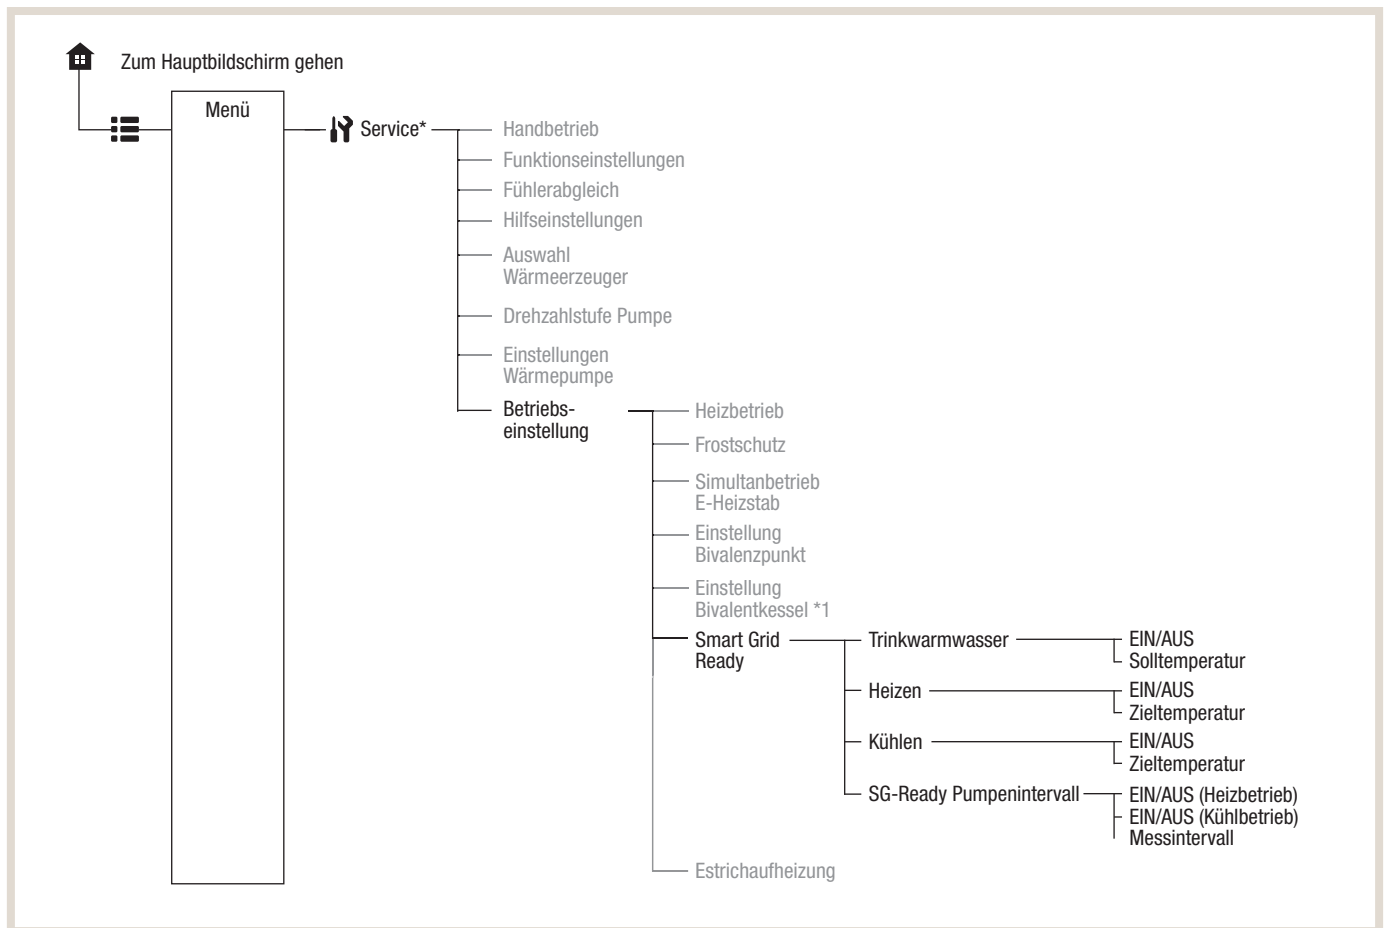 Zum Hauptbildschirm gehen
Menü
Service*
Handbetrieb
Funktionseinstellungen
Fühlerabgleich
Hilfseinstellungen
Auswahl
Wärmeerzeuger
Drehzahlstufe Pumpe
Einstellungen
Wärmepumpe
Betriebs-
einstellung
Heizbetrieb
Frostschutz
Simultanbetrieb
E-Heizstab
Einstellung
Bivalenzpunkt
Einstellung
Bivalentkessel *1
Smart Grid
Ready
Trinkwarmwasser
EIN/AUS
Solltemperatur
Heizen
EIN/AUS
Zieltemperatur
Kühlen
EIN/AUS
Zieltemperatur
SG-Ready Pumpenintervall
EIN/AUS (Heizbetrieb)
EIN/AUS (Kühlbetrieb)
Messintervall
Estrichaufheizung